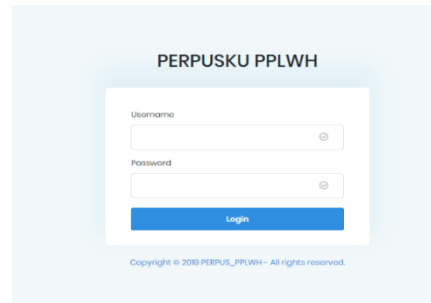 PERPUSKU PPLWH
Username
Password
Login
Copyright © 2019 PERPUS_PPLWH - All rights reserved.